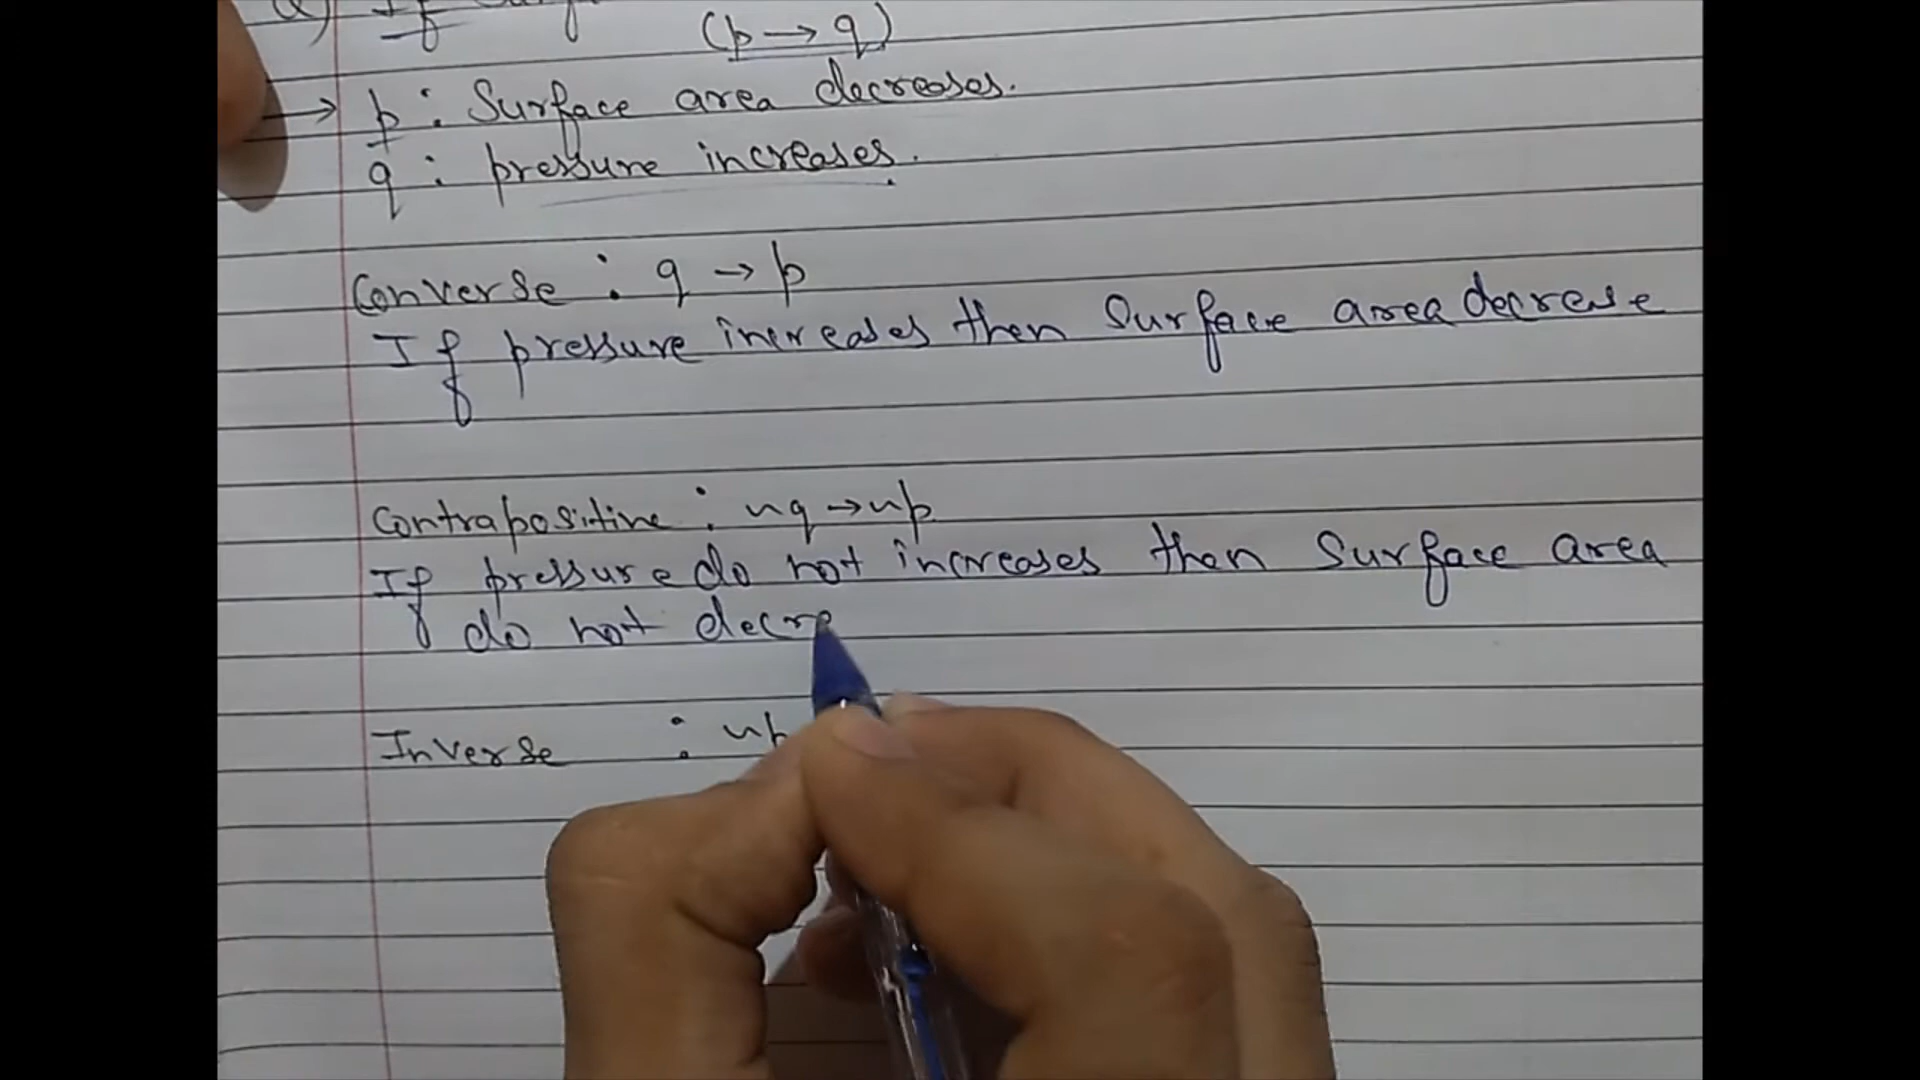 If
(p → q)
→ p : Surface area decreases.
q : pressure increases.
Converse : q → p
If pressure increases then Surface area decrease
Contrapositive : ~q → ~p
If pressure do not increases then Surface area
do not decre
Inverse : ~p